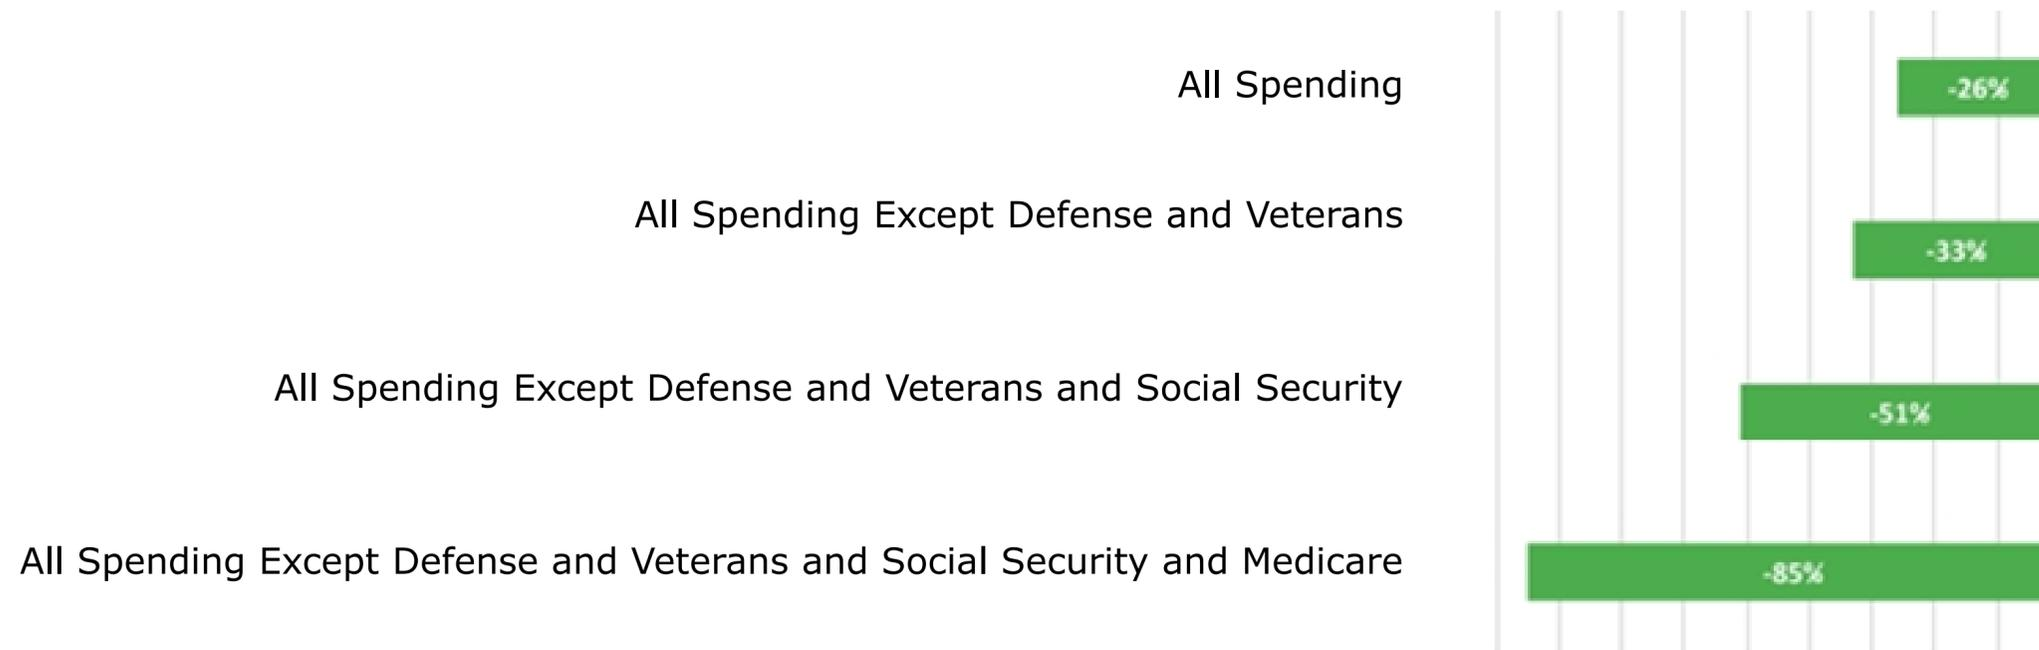 All Spending
-26%
All Spending Except Defense and Veterans
-33%
All Spending Except Defense and Veterans and Social Security
-51%
All Spending Except Defense and Veterans and Social Security and Medicare
-85%